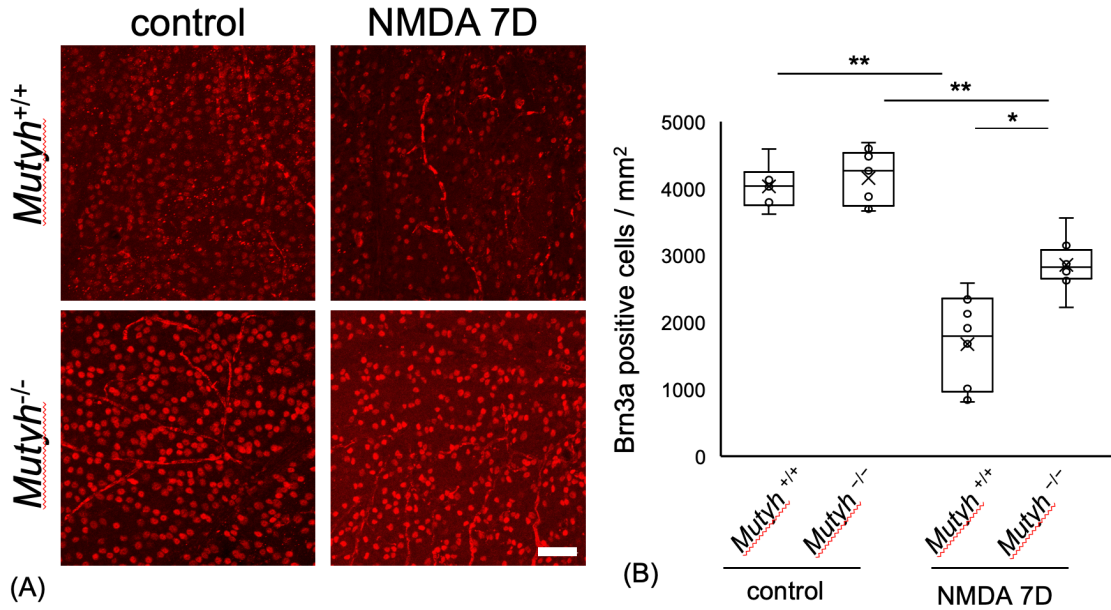 control
NMDA 7D
Mutyh+/+
Mutyh-/-
(A)
**
**
*
Brn3a positive cells / mm2
5000
4000
3000
2000
1000
0
Mutyh+/+
Mutyh−/−
Mutyh+/+
Mutyh−/−
control
NMDA 7D
(B)